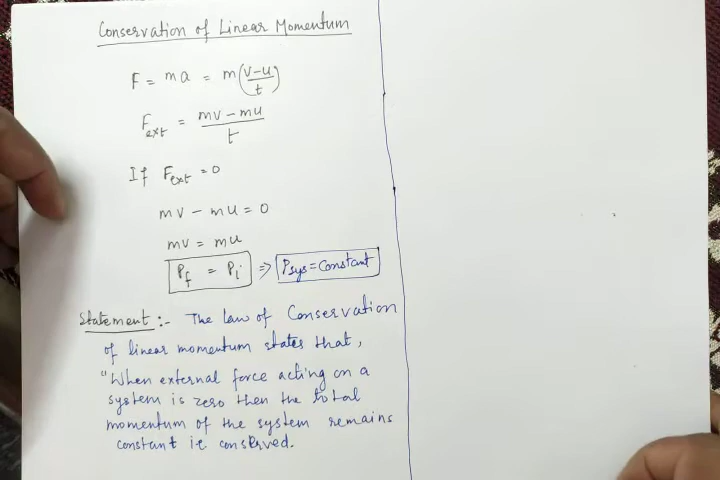 Conservation of Linear Momentum
F = ma = m(v-u/t)
Fext = mv - mu / t
If Fext = 0
mv - mu = 0
mv = mu
Pf = Pi ⇒ Psys = Constant
Statement :- The law of Conservation
of linear momentum states that,
"When external force acting on a
system is zero then the total
momentum of the system remains
constant i.e conserved.